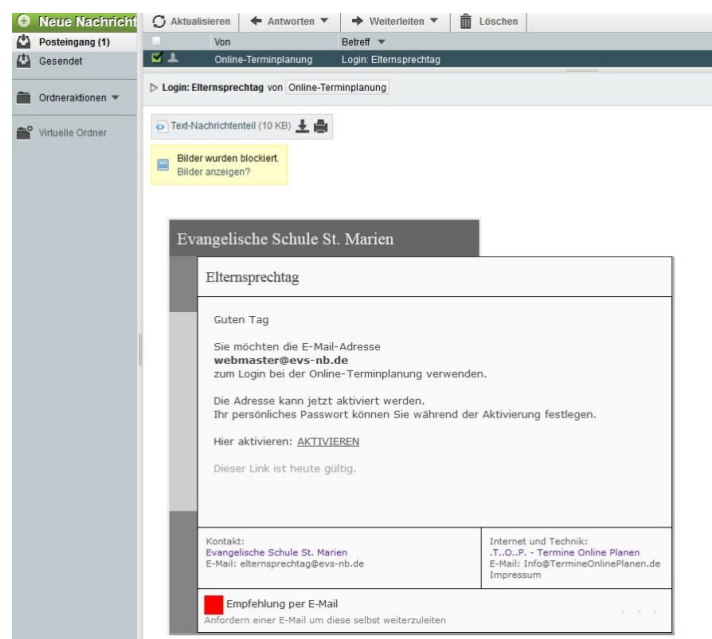 Neue Nachricht
Aktualisieren Antworten Weiterleiten Löschen
Posteingang (1)
Gesendet
Ordneraktionen
Virtuelle Ordner
Von Betreff
Online-Terminplanung Login: Elternsprechtag
Login: Elternsprechtag von Online-Terminplanung
Text-Nachrichtenteil (10 KB)
Bilder wurden blockiert.
Bilder anzeigen?
Evangelische Schule St. Marien
Elternsprechtag
Guten Tag
Sie möchten die E-Mail-Adresse
webmaster@evs-nb.de
zum Login bei der Online-Terminplanung verwenden.
Die Adresse kann jetzt aktiviert werden.
Ihr persönliches Passwort können Sie während der Aktivierung festlegen.
Hier aktivieren: AKTIVIEREN
Dieser Link ist heute gültig.
Kontakt:
Evangelische Schule St. Marien
E-Mail: elternsprechtag@evs-nb.de
Internet und Technik:
.T..O..P. - Termine Online Planen
E-Mail: Info@TermineOnlinePlanen.de
Impressum
Empfehlung per E-Mail
Anfordern einer E-Mail um diese selbst weiterzuleiten
. . .